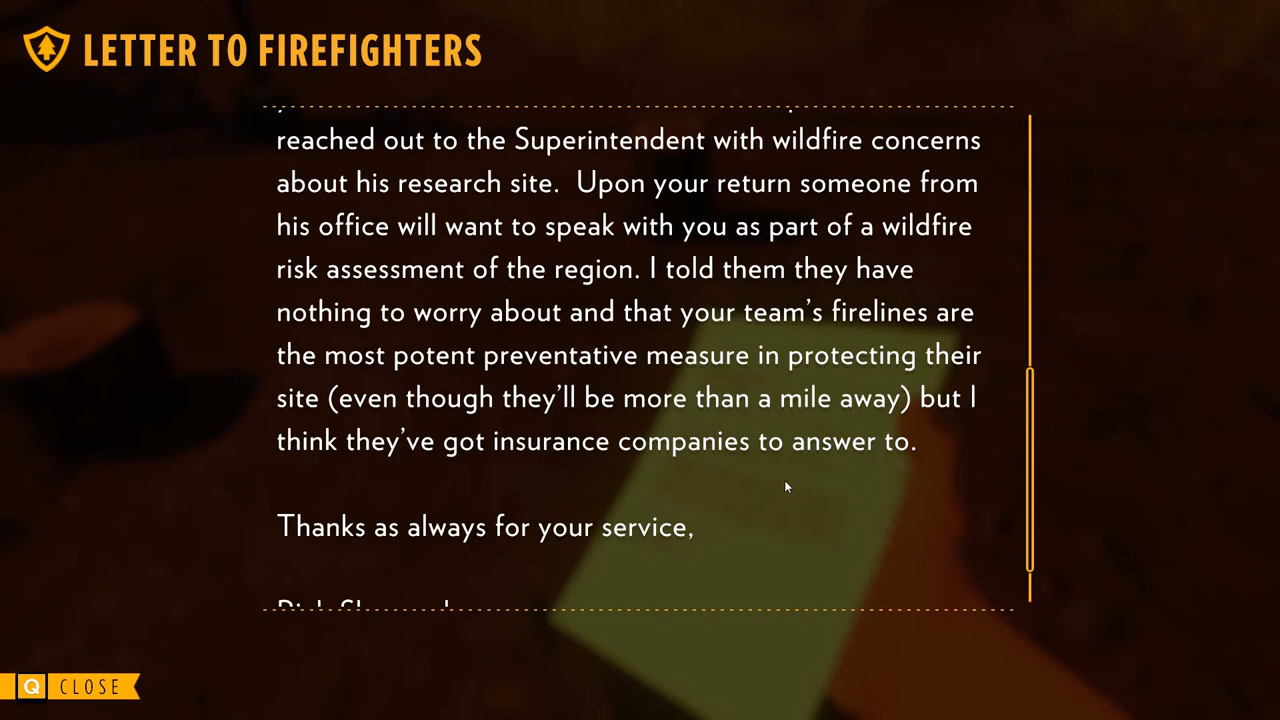 LETTER TO FIREFIGHTERS
reached out to the Superintendent with wildfire concerns
about his research site.  Upon your return someone from
his office will want to speak with you as part of a wildfire
risk assessment of the region. I told them they have
nothing to worry about and that your team's firelines are
the most potent preventative measure in protecting their
site (even though they'll be more than a mile away) but I
think they've got insurance companies to answer to.
Thanks as always for your service,
Q CLOSE